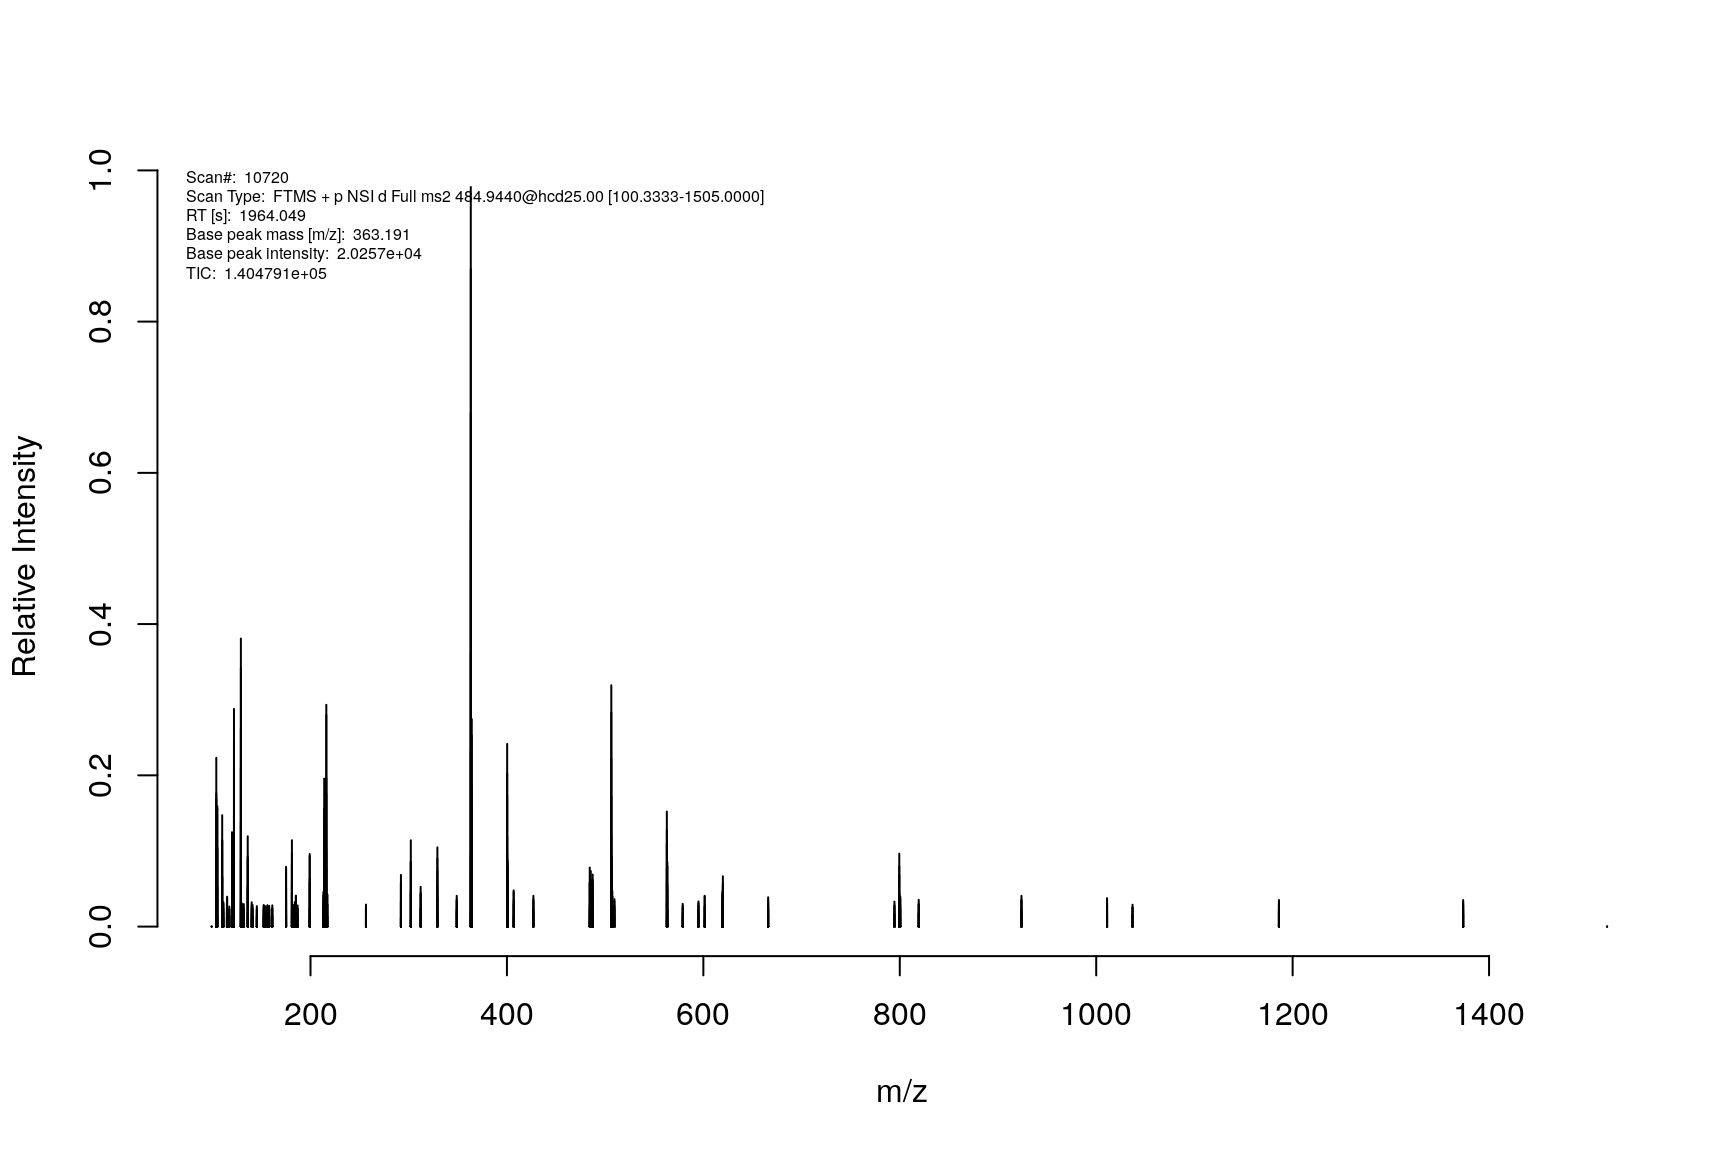 Scan#: 10720
Scan Type: FTMS + p NSI d Full ms2 484.9440@hcd25.00 [100.3333-1505.0000]
RT [s]: 1964.049
Base peak mass [m/z]: 363.191
Base peak intensity: 2.0257e+04
TIC: 1.404791e+05
1.0
0.8
0.6
0.4
0.2
0.0
Relative Intensity
200 400 600 800 1000 1200 1400
m/z